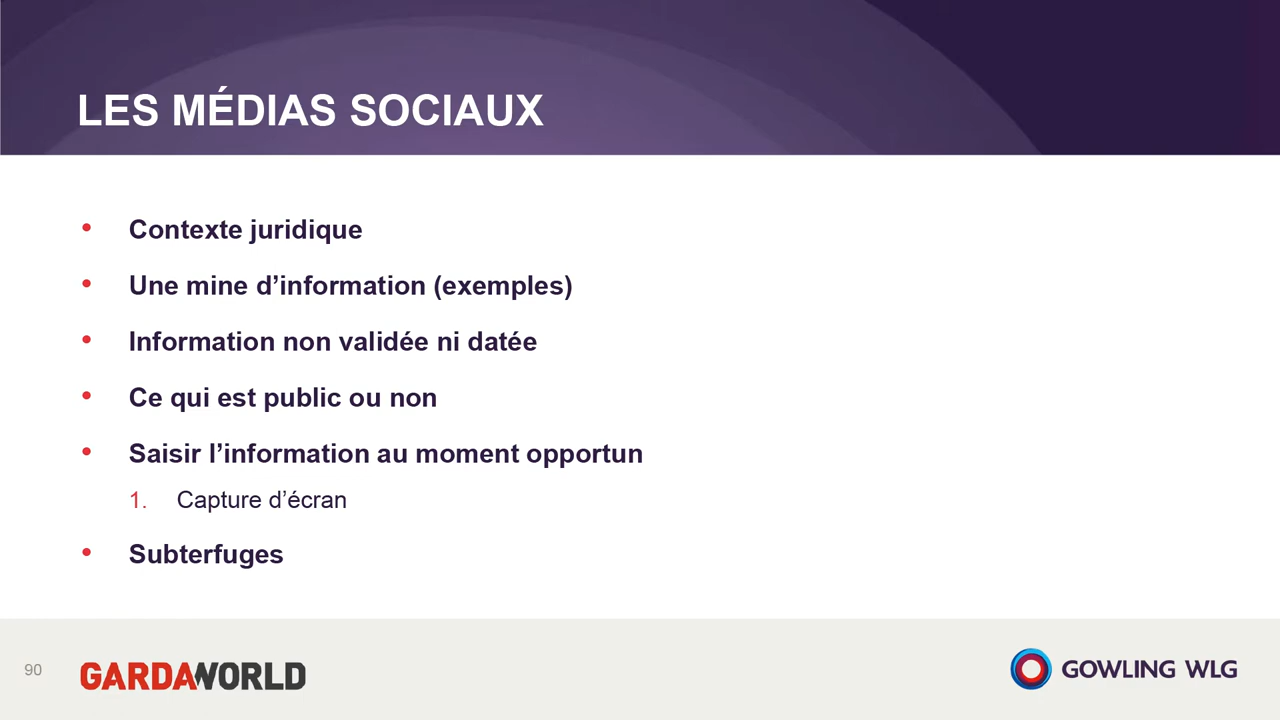 LES MÉDIAS SOCIAUX
• Contexte juridique
• Une mine d’information (exemples)
• Information non validée ni datée
• Ce qui est public ou non
• Saisir l’information au moment opportun
1. Capture d’écran
• Subterfuges
90
GARDAWORLD
GOWLING WLG